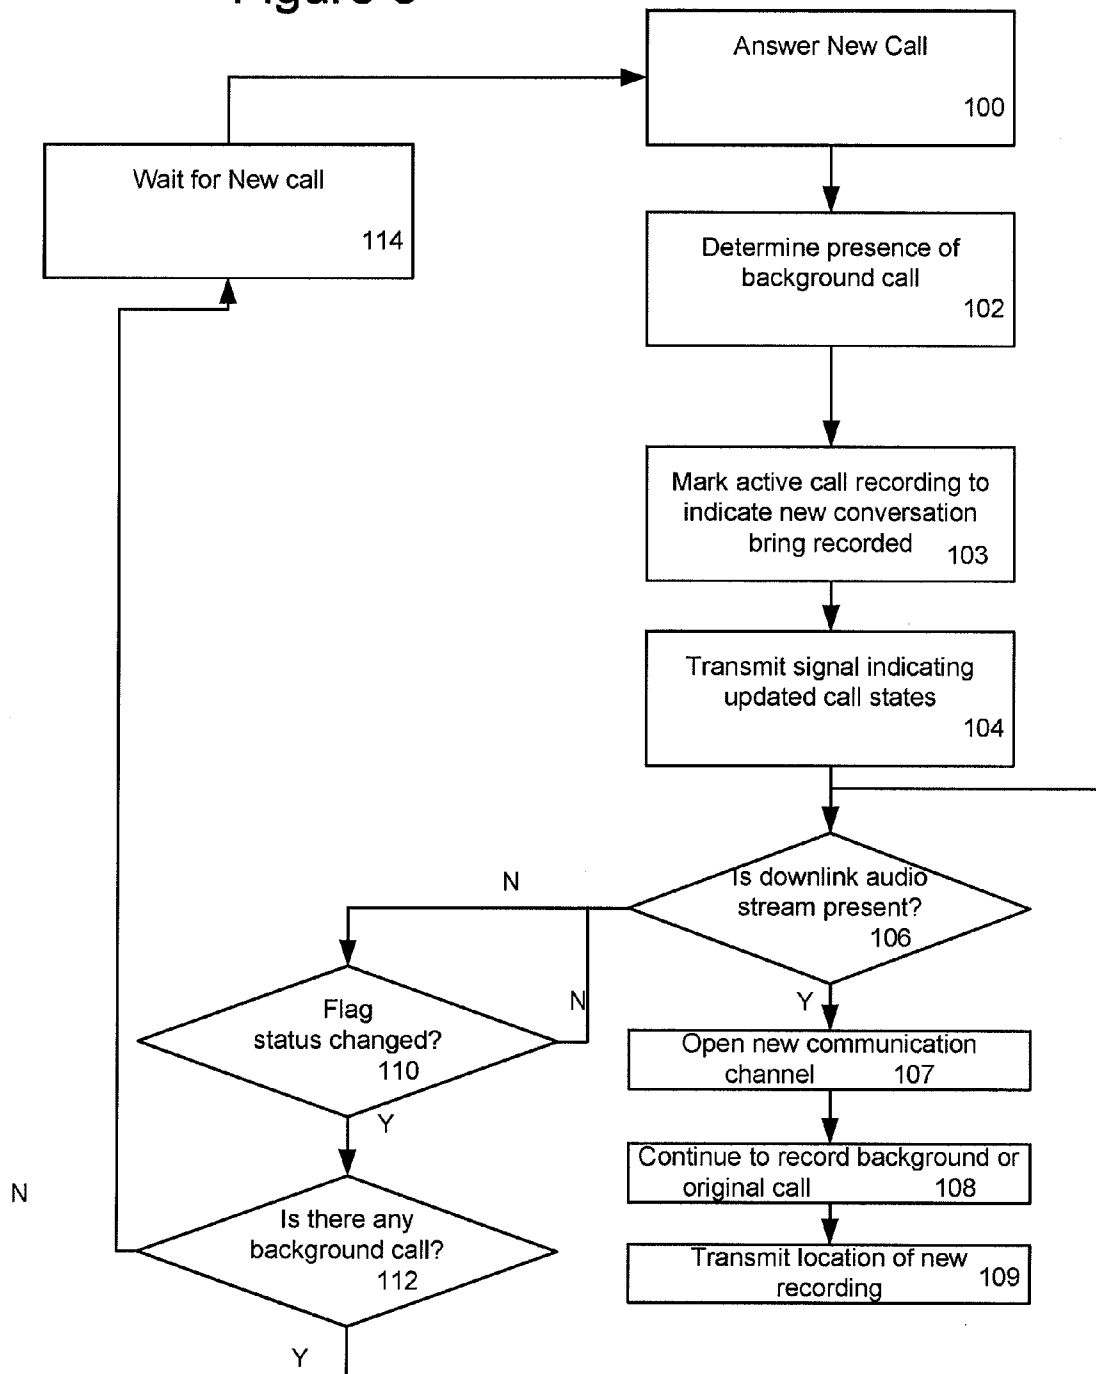 Answer New Call
100
Wait for New call
114
Determine presence of
background call
102
Mark active call recording to
indicate new conversation
bring recorded
103
Transmit signal indicating
updated call states
104
Is downlink audio
stream present?
106
N
Y
Flag
status changed?
110
N
Y
Open new communication
channel 107
Continue to record background or
original call 108
Transmit location of new
recording 109
N
Is there any
background call?
112
Y